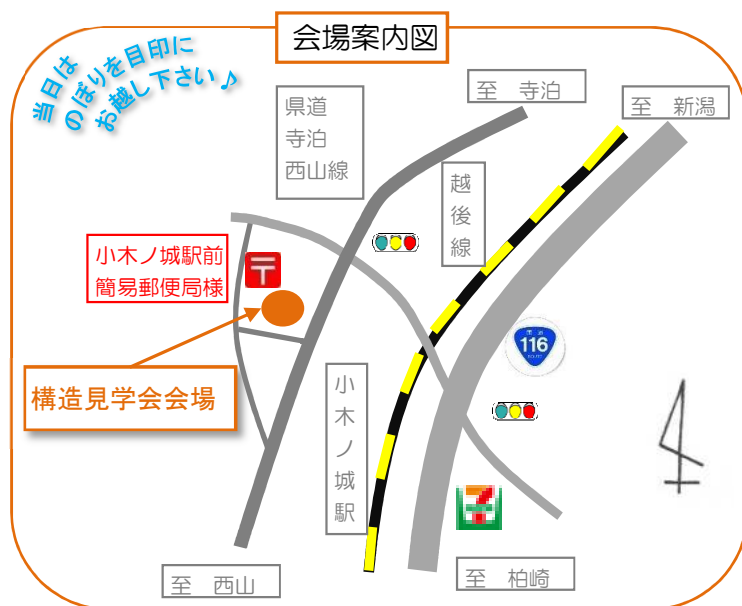 会場案内図
当日は
のぼりを目印に
お越し下さい♪
至　寺泊
至　新潟
県道
寺泊
西山線
越後線
小木ノ城駅前
簡易郵便局様
〒
116
構造見学会会場
小木ノ城駅
至　西山
至　柏崎